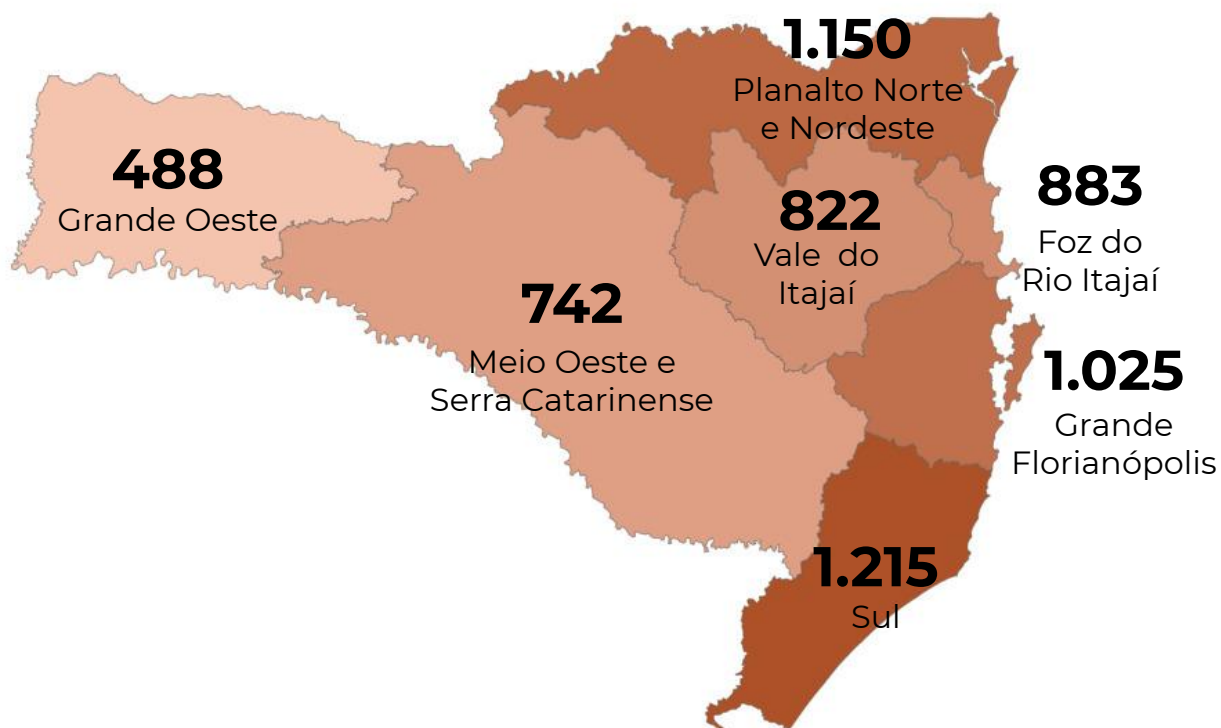 1.150
Planalto Norte
e Nordeste
488
Grande Oeste
822
Vale do
Itajaí
883
Foz do
Rio Itajaí
742
Meio Oeste e
Serra Catarinense
1.025
Grande
Florianópolis
1.215
Sul